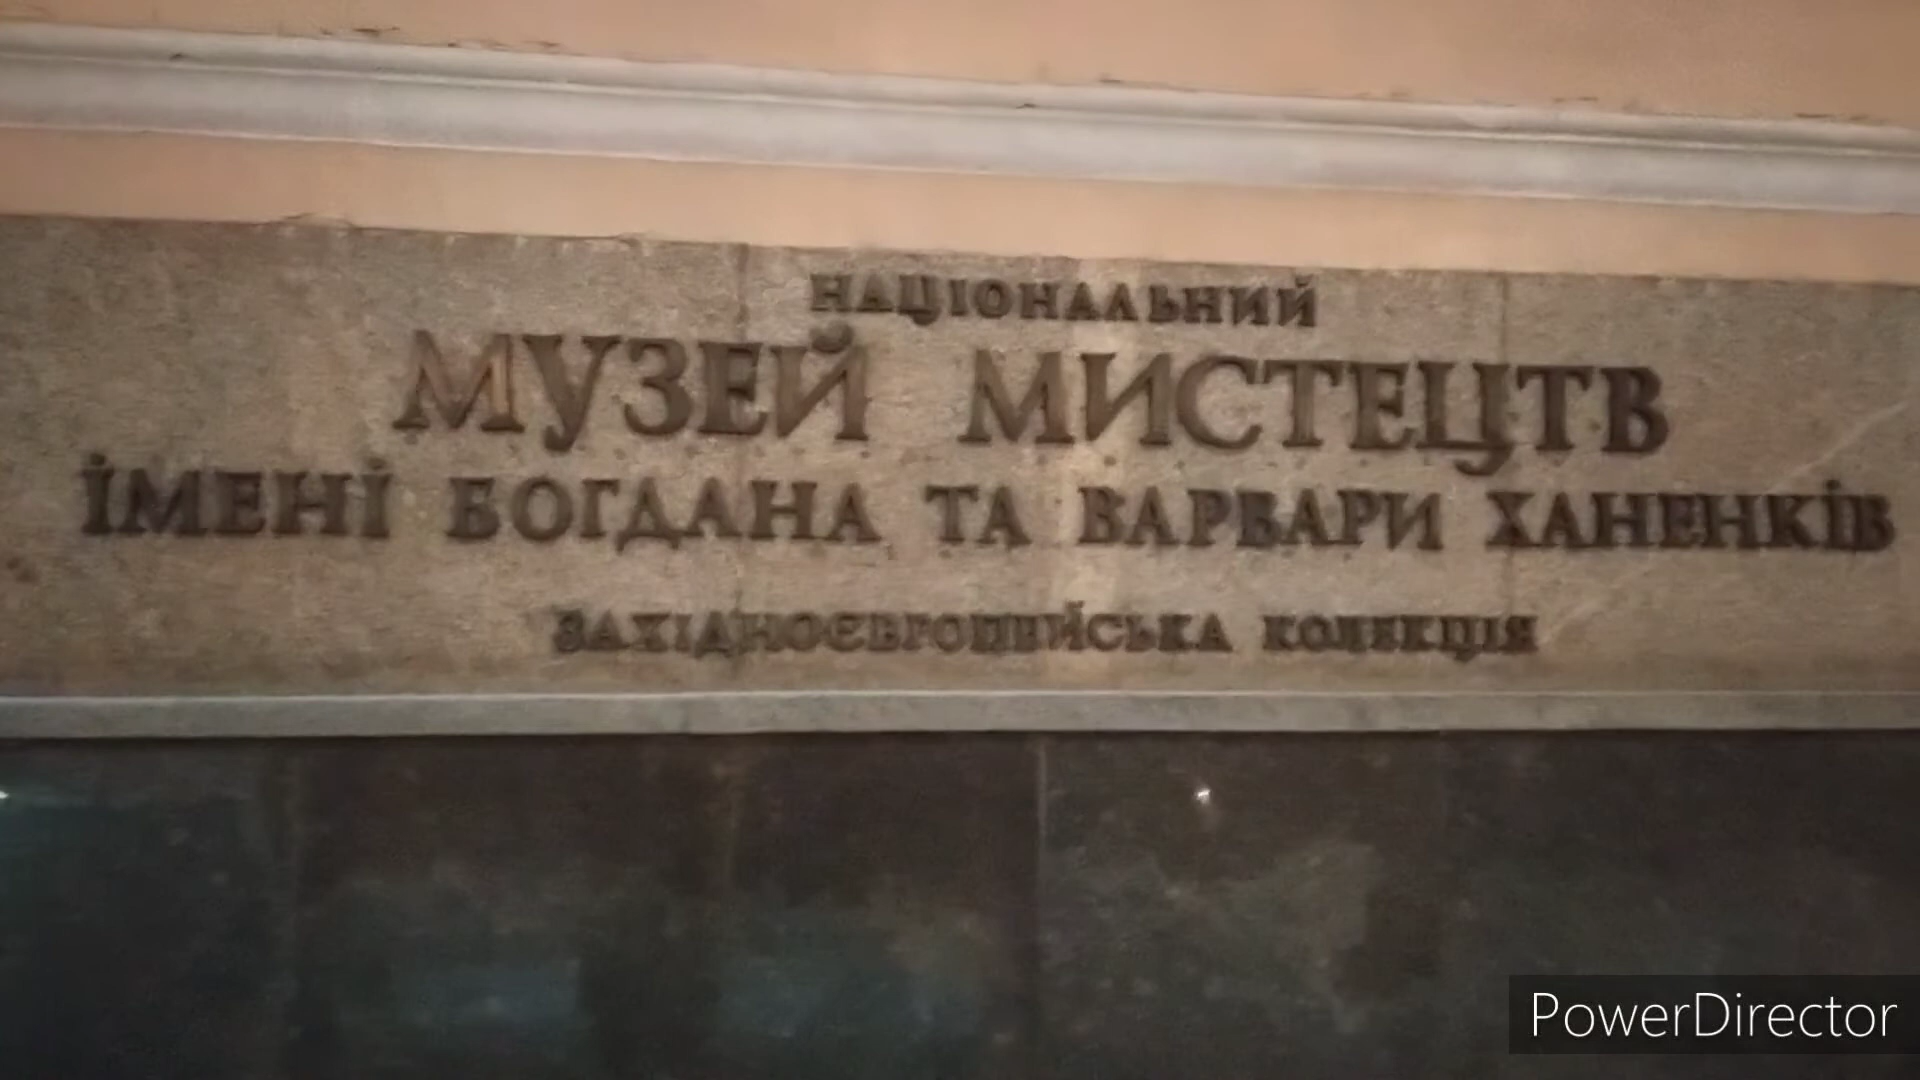 НАЦІОНАЛЬНИЙ
МУЗЕЙ МИСТЕЦТВ
ІМЕНІ БОГДАНА ТА ВАРВАРИ ХАНЕНКІВ
ЗАХІДНОЄВРОПЕЙСЬКА КОЛЕКЦІЯ
PowerDirector